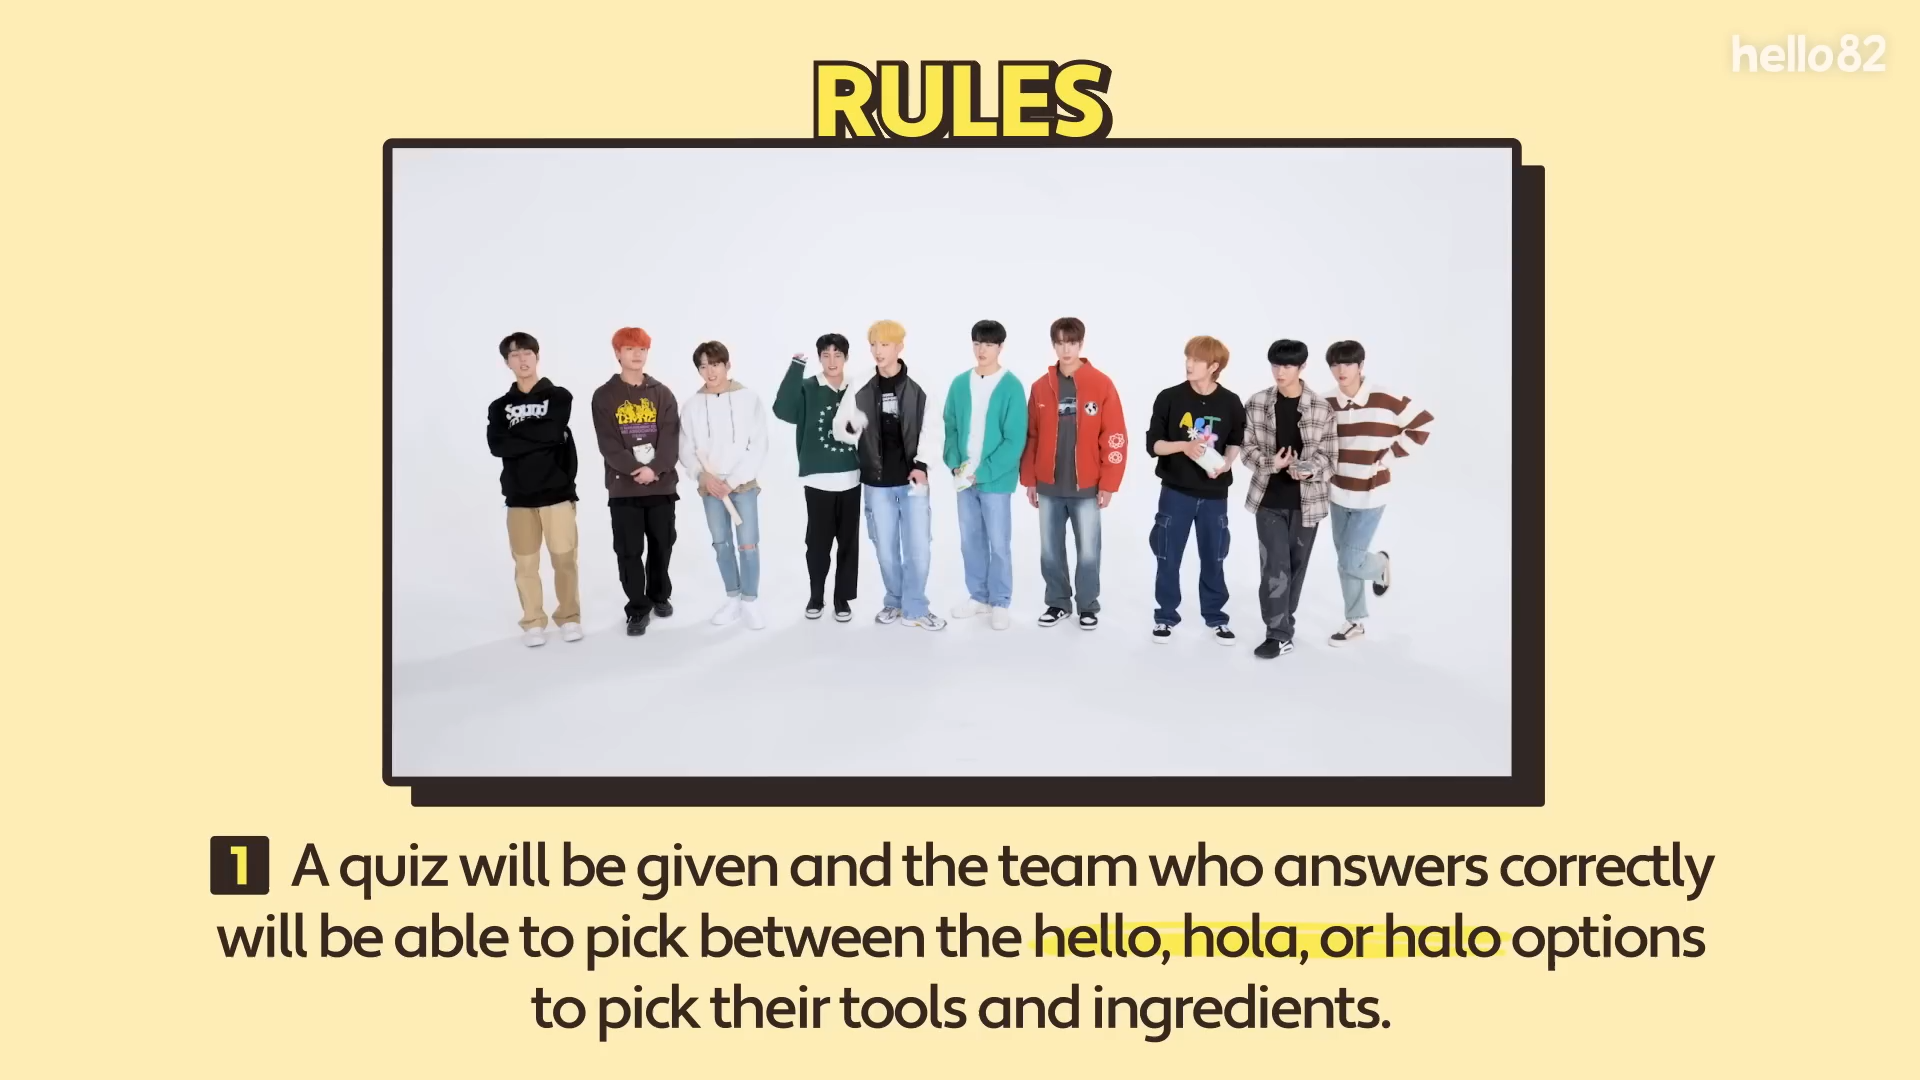 hello82
RULES
1 A quiz will be given and the team who answers correctly
will be able to pick between the hello, hola, or halo options
to pick their tools and ingredients.